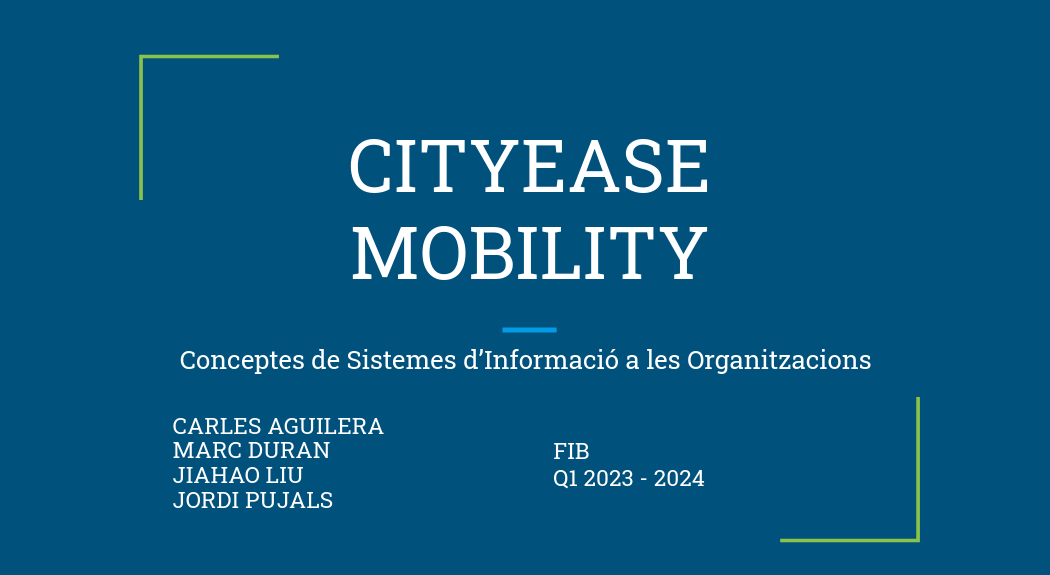 CITYEASE
MOBILITY
Conceptes de Sistemes d’Informació a les Organitzacions
CARLES AGUILERA
MARC DURAN
JIAHAO LIU
JORDI PUJALS
FIB
Q1 2023 - 2024